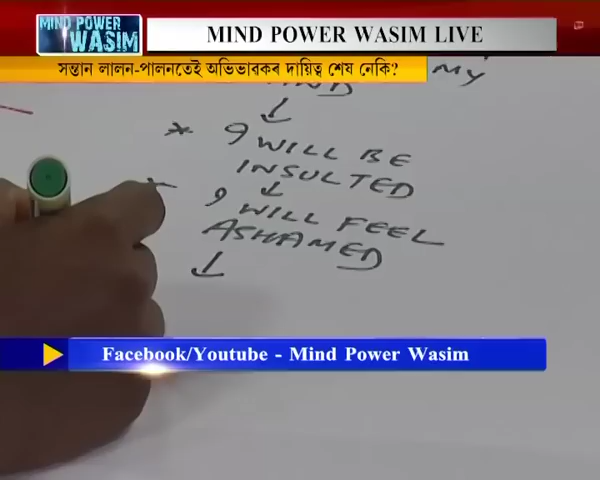 MIND POWER
WASIM
MIND POWER WASIM LIVE
সন্তান লালন-পালনতেই অভিভাৱকৰ দায়িত্ব শেষ নেকি?
MY
↓
* I WILL BE
INSULTED
↓
* I WILL FEEL
ASHAMED
↓
Facebook/Youtube - Mind Power Wasim